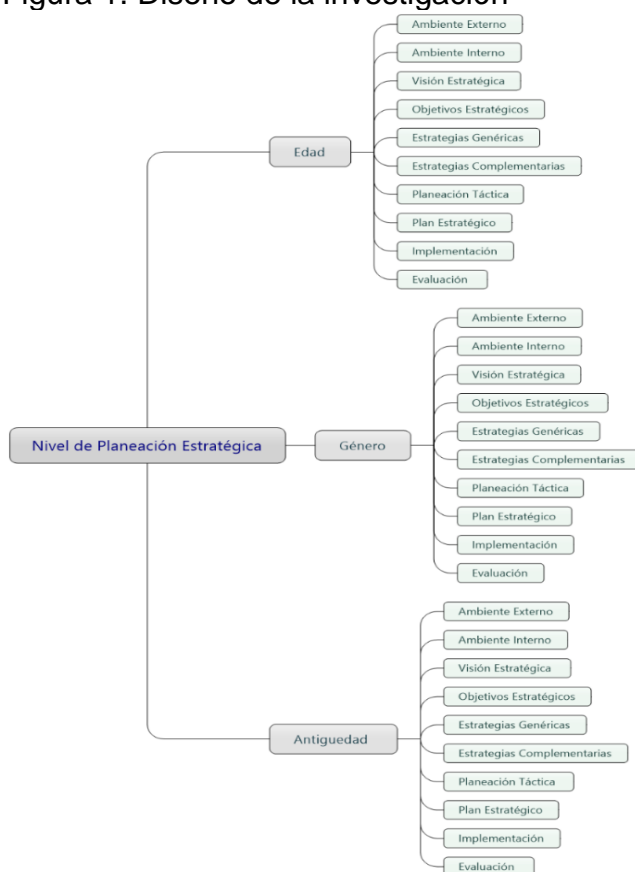 Figura 1. Diseño de la investigación
Ambiente Externo
Ambiente Interno
Visión Estratégica
Objetivos Estratégicos
Estrategias Genéricas
Edad
Estrategias Complementarias
Planeación Táctica
Plan Estratégico
Implementación
Evaluación
Ambiente Externo
Ambiente Interno
Visión Estratégica
Objetivos Estratégicos
Estrategias Genéricas
Nivel de Planeación Estratégica
Género
Estrategias Complementarias
Planeación Táctica
Plan Estratégico
Implementación
Evaluación
Ambiente Externo
Ambiente Interno
Visión Estratégica
Objetivos Estratégicos
Estrategias Genéricas
Antiguedad
Estrategias Complementarias
Planeación Táctica
Plan Estratégico
Implementación
Evaluación